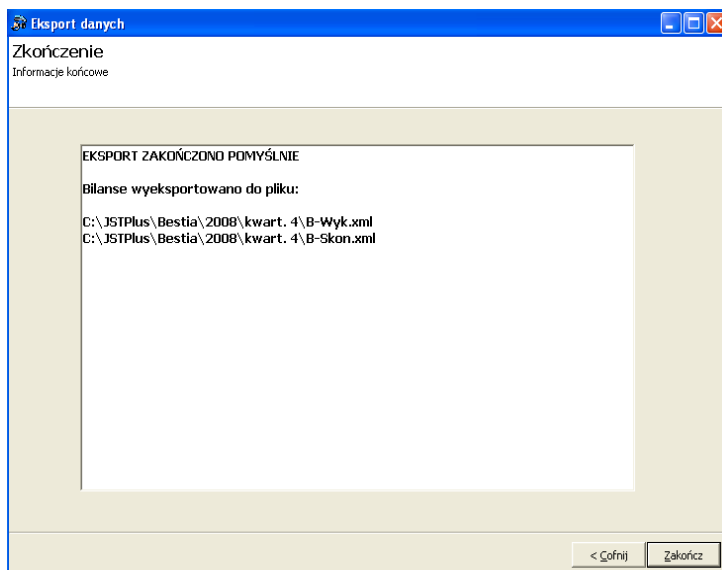 Eksport danych
Zkończenie
Informacje końcowe
EKSPORT ZAKOŃCZONO POMYŚLNIE
Bilanse wyeksportowano do pliku:
C:\JSTPlus\Bestia\2008\kwart. 4\B-Wyk.xml
C:\JSTPlus\Bestia\2008\kwart. 4\B-Skon.xml
< Cofnij Zakończ